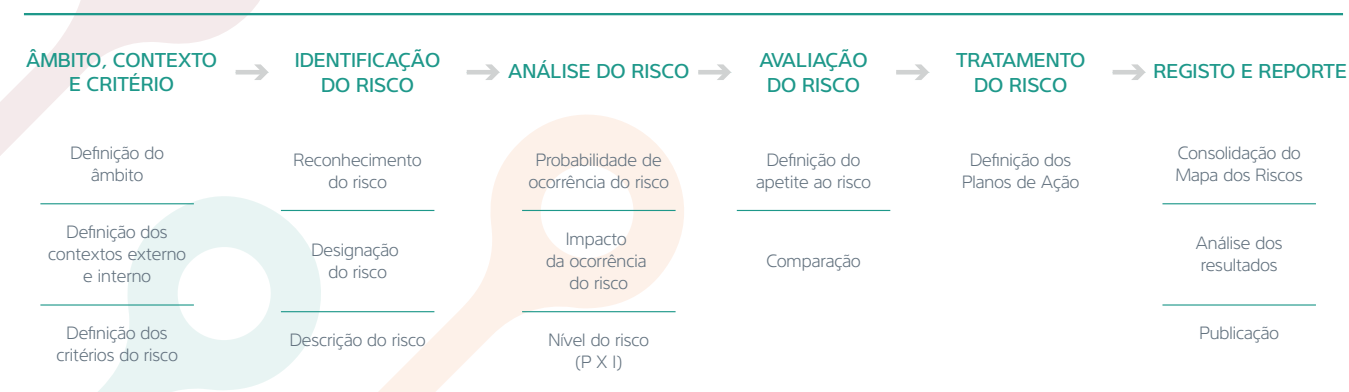 ÂMBITO, CONTEXTO
E CRITÉRIO
IDENTIFICAÇÃO
DO RISCO
ANÁLISE DO RISCO
AVALIAÇÃO
DO RISCO
TRATAMENTO
DO RISCO
REGISTO E REPORTE
Definição do
âmbito
Definição dos
contextos externo
e interno
Definição dos
critérios do risco
Reconhecimento
do risco
Designação
do risco
Descrição do risco
Probabilidade de
ocorrência do risco
Impacto
da ocorrência
do risco
Nível do risco
(P X I)
Definição do
apetite ao risco
Comparação
Definição dos
Planos de Ação
Consolidação do
Mapa dos Riscos
Análise dos
resultados
Publicação